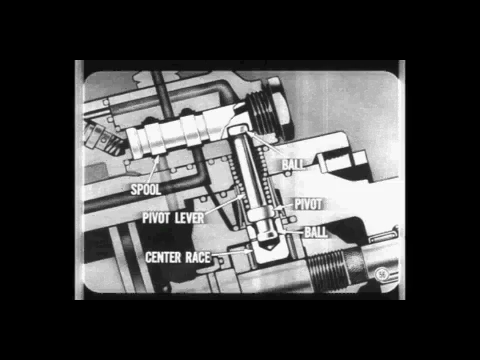 BALL
SPOOL
PIVOT
PIVOT LEVER
BALL
CENTER RACE